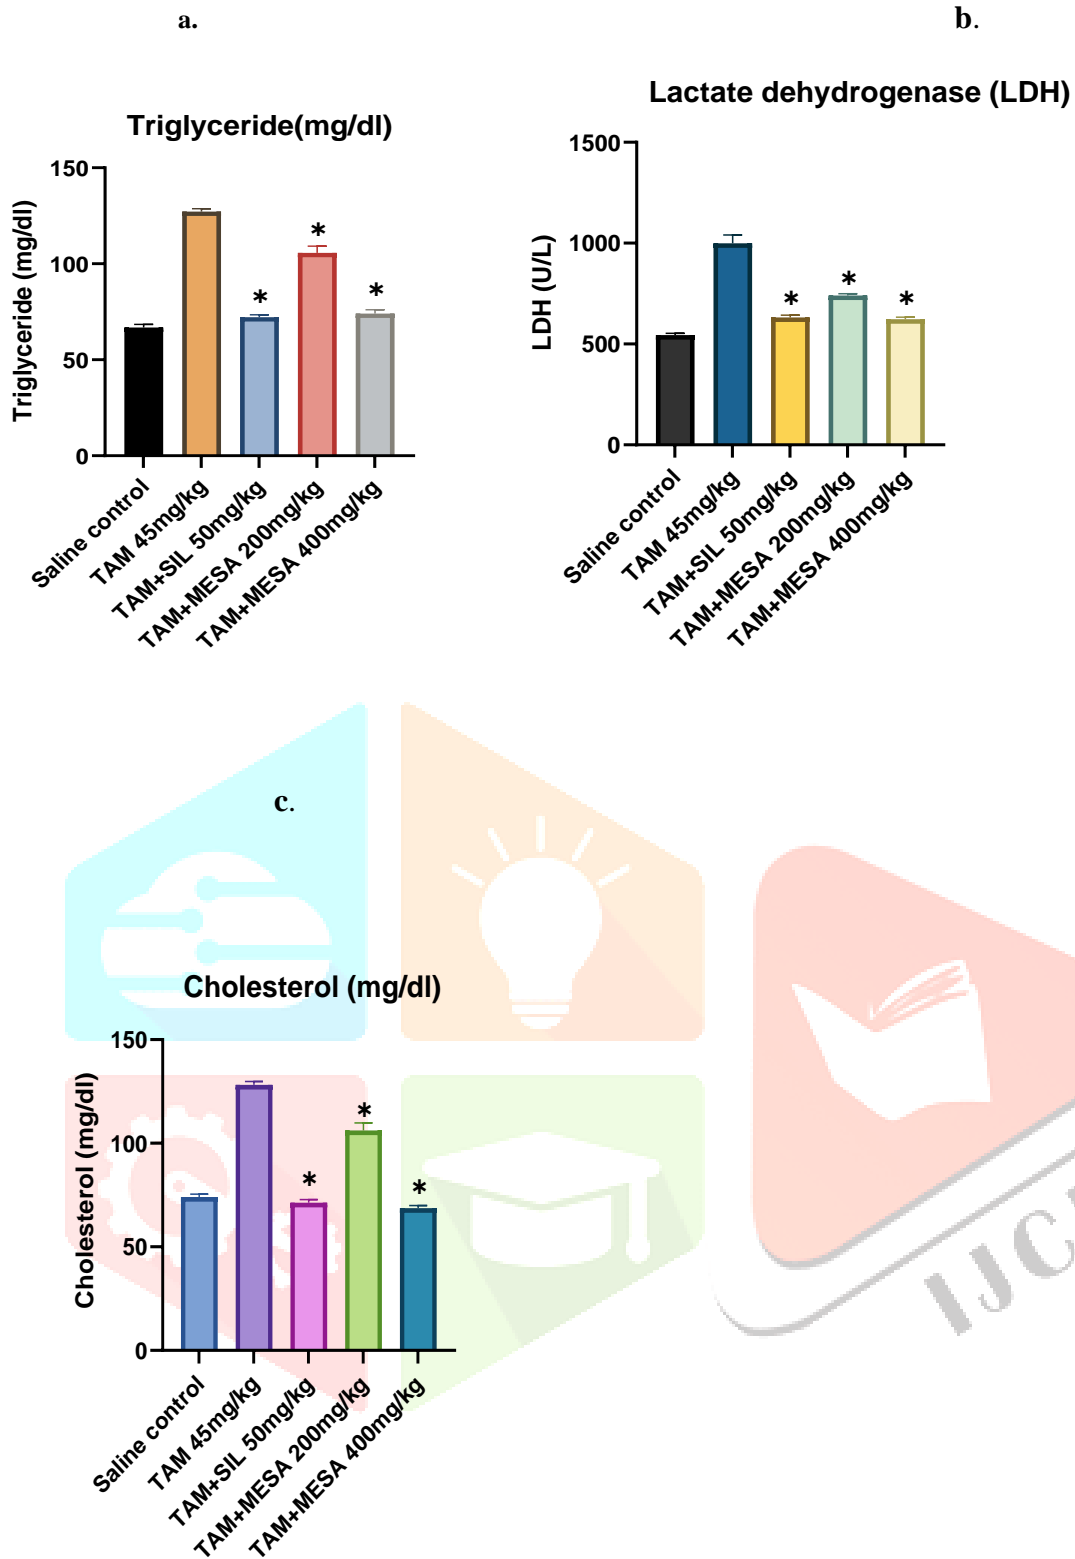 a.
b.
Triglyceride(mg/dl)
Triglyceride (mg/dl)
150
100
50
0
*
*
*
Saline control
TAM 45mg/kg
TAM+SIL 50mg/kg
TAM+MESA 200mg/kg
TAM+MESA 400mg/kg
Lactate dehydrogenase (LDH)
LDH (U/L)
1500
1000
500
0
*
*
*
Saline control
TAM 45mg/kg
TAM+SIL 50mg/kg
TAM+MESA 200mg/kg
TAM+MESA 400mg/kg
c.
Cholesterol (mg/dl)
Cholesterol (mg/dl)
150
100
50
0
*
*
*
Saline control
TAM 45mg/kg
TAM+SIL 50mg/kg
TAM+MESA 200mg/kg
TAM+MESA 400mg/kg